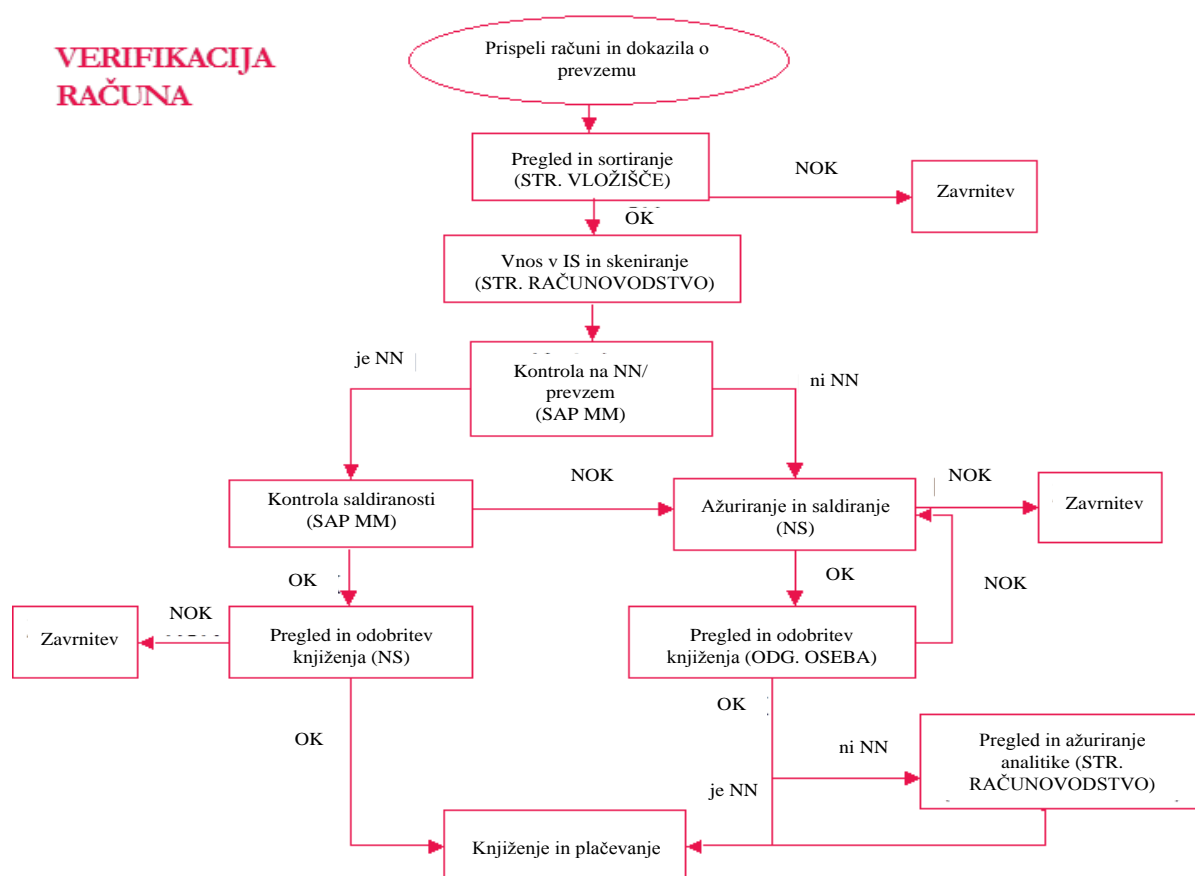 VERIFIKACIJA
RAČUNA
Prispeli računi in dokazila o
prevzemu
Pregled in sortiranje
(STR. VLOŽIŠČE)
NOK
Zavrnitev
OK
Vnos v IS in skeniranje
(STR. RAČUNOVODSTVO)
je NN
Kontrola na NN/
prevzem
(SAP MM)
ni NN
Kontrola saldiranosti
(SAP MM)
NOK
Ažuriranje in saldiranje
(NS)
NOK
Zavrnitev
OK
OK
NOK
Zavrnitev
NOK
Pregled in odobritev
knjiženja (NS)
Pregled in odobritev
knjiženja (ODG. OSEBA)
OK
OK
ni NN
Pregled in ažuriranje
analitike (STR.
RAČUNOVODSTVO)
je NN
Knjiženje in plačevanje